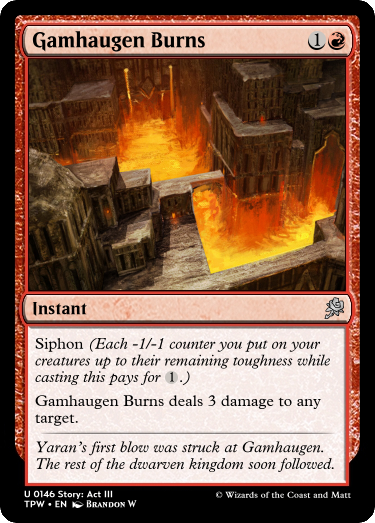 Gamhaugen Burns 1
Instant
Siphon (Each -1/-1 counter you put on your
creatures up to their remaining toughness while
casting this pays for 1.)
Gamhaugen Burns deals 3 damage to any
target.
Yaran's first blow was struck at Gamhaugen.
The rest of the dwarven kingdom soon followed.
U 0146 Story: Act III
TPW • EN Brandon W
© Wizards of the Coast and Matt